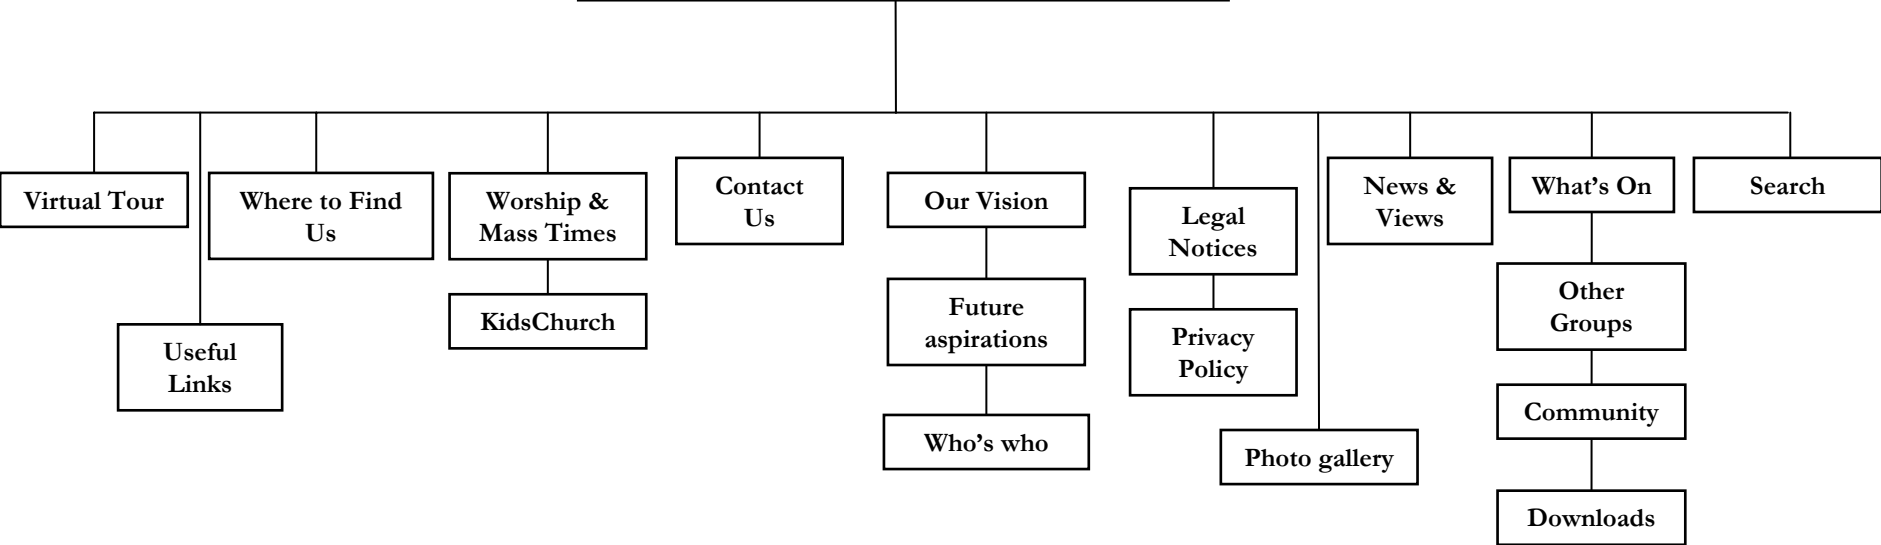 Virtual Tour
Where to Find
Us
Worship &
Mass Times
Contact
Us
Our Vision
Legal
Notices
News &
Views
What’s On
Search
Useful
Links
KidsChurch
Future
aspirations
Who’s who
Privacy
Policy
Photo gallery
Other
Groups
Community
Downloads